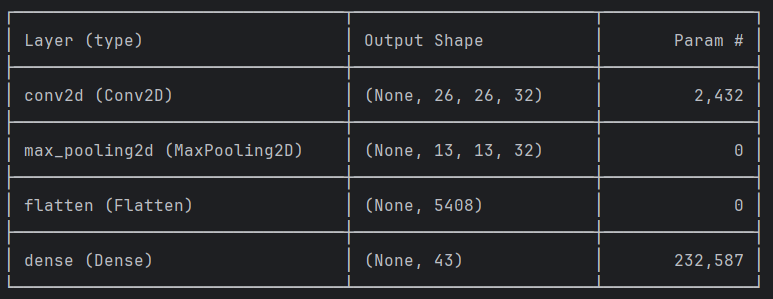 Layer (type) Output Shape Param #
conv2d (Conv2D) (None, 26, 26, 32) 2,432
max_pooling2d (MaxPooling2D) (None, 13, 13, 32) 0
flatten (Flatten) (None, 5408) 0
dense (Dense) (None, 43) 232,587